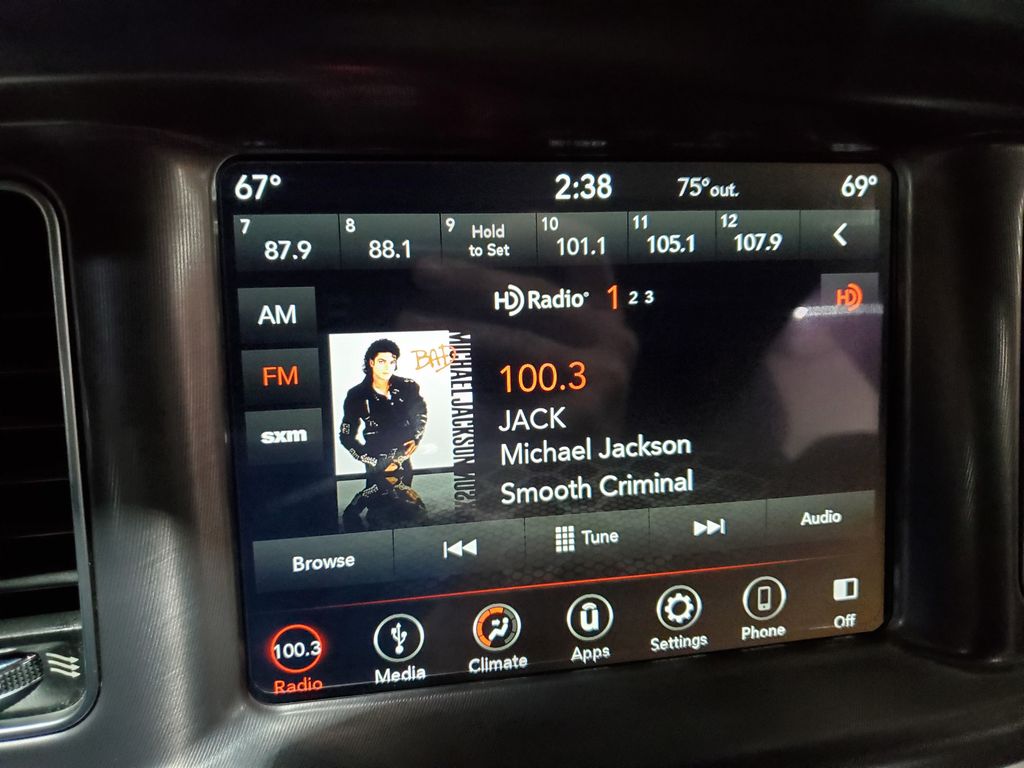 67° 2:38 75° out. 69°
7 87.9 8 88.1 9 Hold to Set 10 101.1 11 105.1 12 107.9
HD Radio 1 2 3 HD
AM
FM
sxm
BAD
MICHAEL JACKSON
100.3
JACK
Michael Jackson
Smooth Criminal
Browse Tune Audio
100.3
Radio Media Climate Apps Settings Phone Off